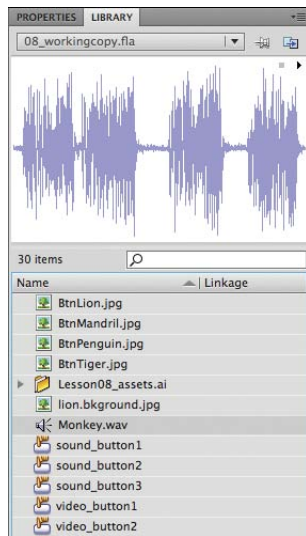 PROPERTIES LIBRARY
08_workingcopy.fla
30 items
Name Linkage
BtnLion.jpg
BtnMandril.jpg
BtnPenguin.jpg
BtnTiger.jpg
Lesson08_assets.ai
lion.bkground.jpg
Monkey.wav
sound_button1
sound_button2
sound_button3
video_button1
video_button2